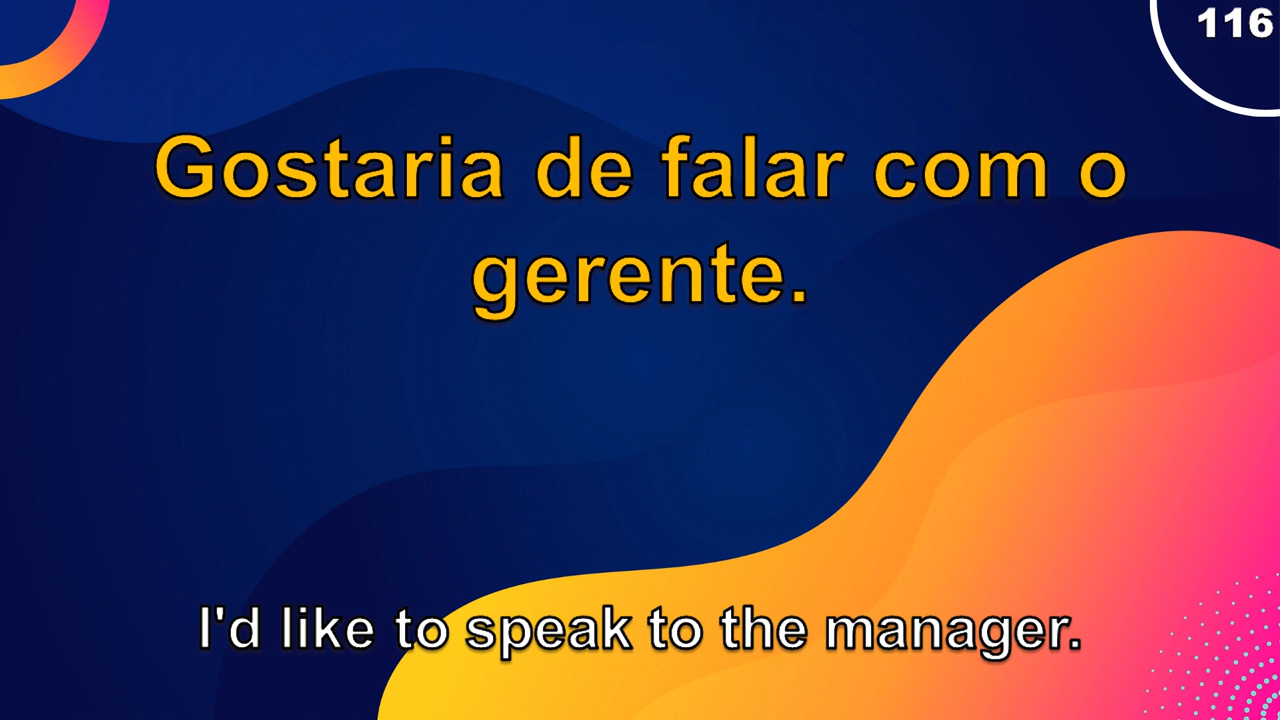 116
Gostaria de falar com o
gerente.
I'd like to speak to the manager.